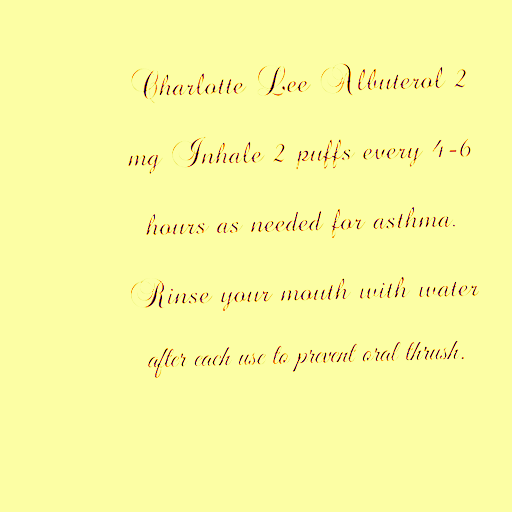 Charlotte Lee Albuterol 2
mg Inhale 2 puffs every 4-6
hours as needed for asthma.
Rinse your mouth with water
after each use to prevent oral thrush.